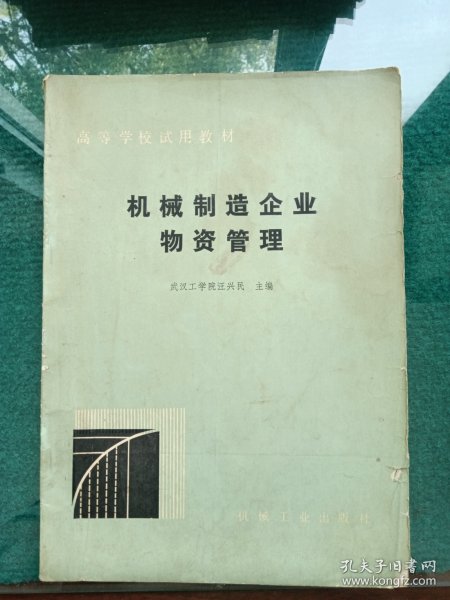 高等学校试用教材
机械制造企业
物资管理
武汉工学院汪兴民 主编
机械工业出版社
孔夫子旧书网
www.kongfz.com